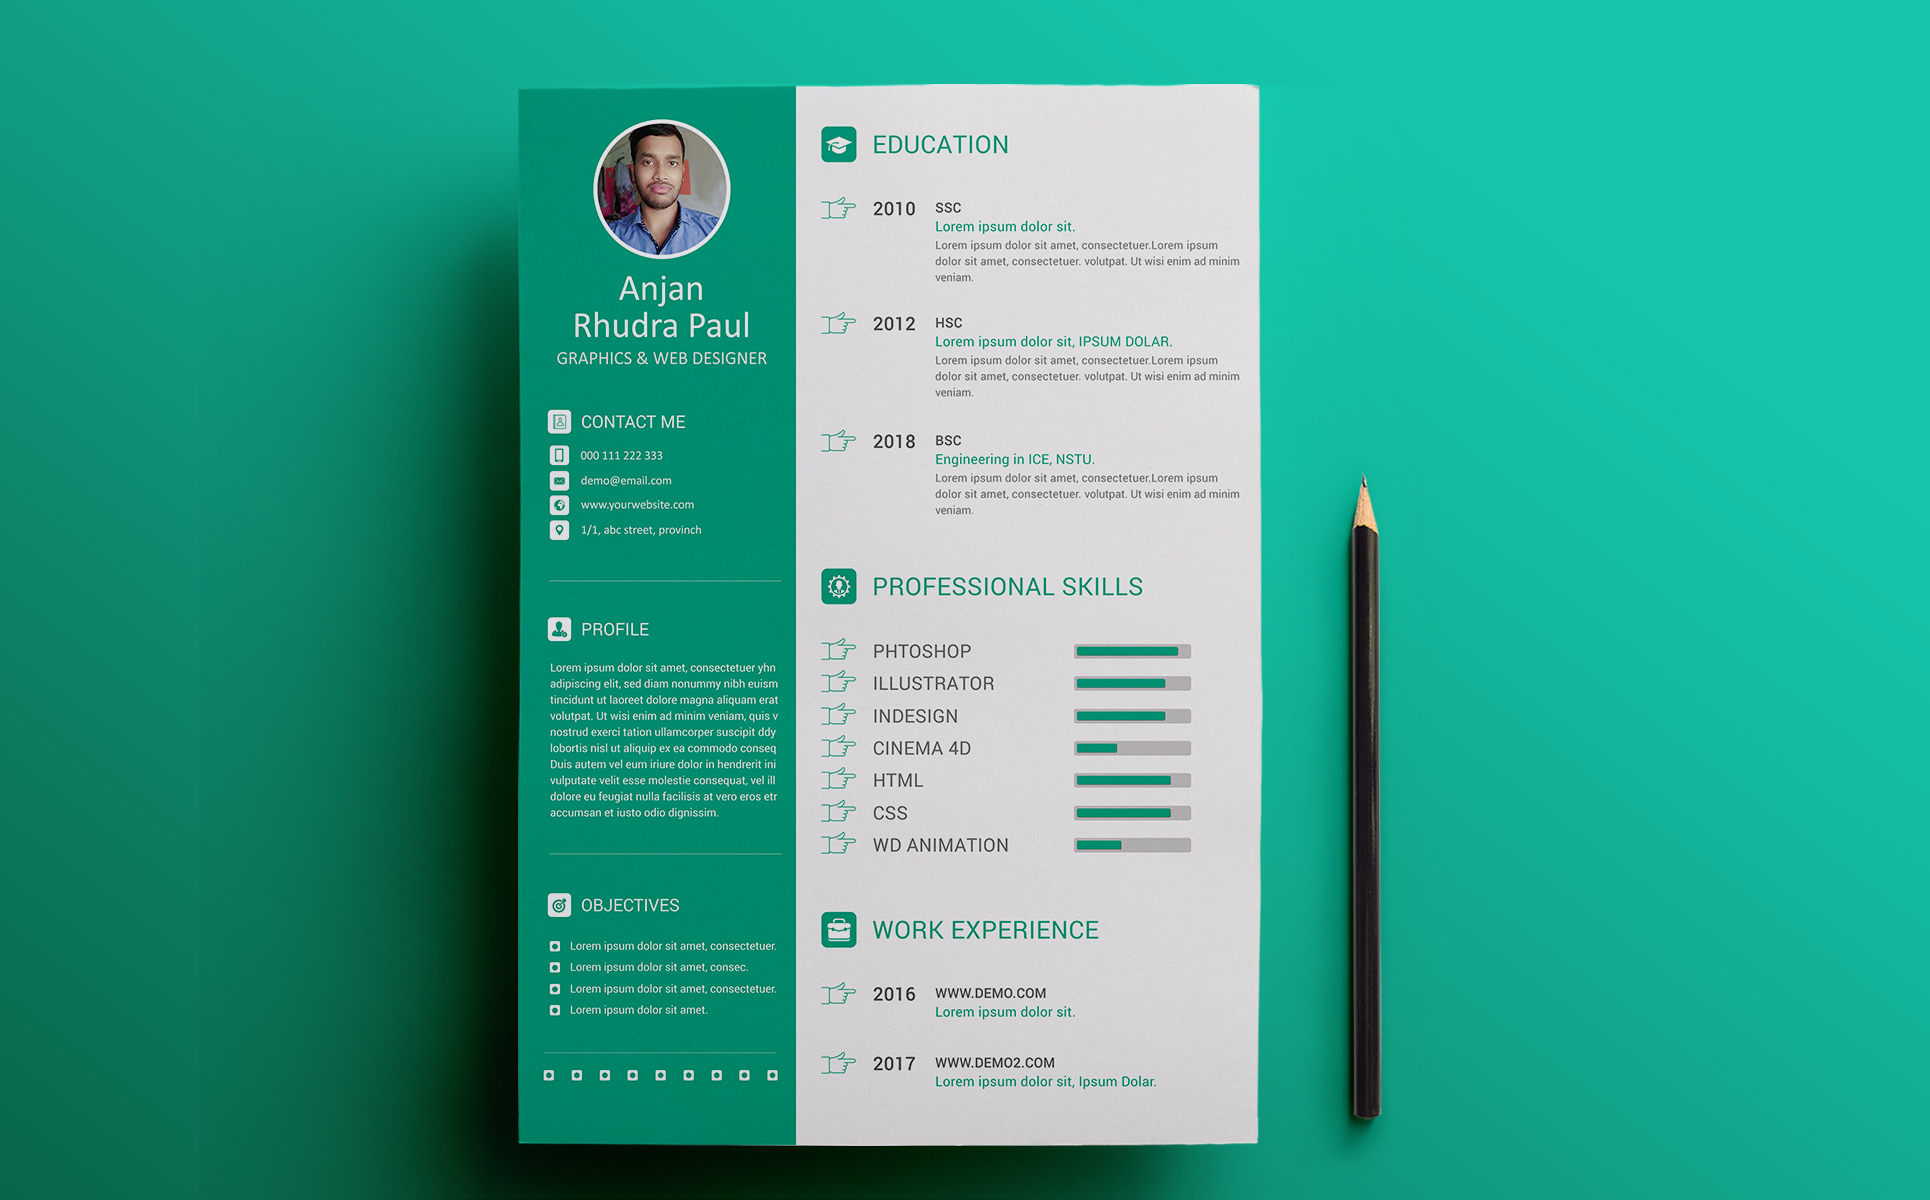 Anjan
Rhudra Paul
GRAPHICS & WEB DESIGNER
CONTACT ME
000 111 222 333
demo@email.com
www.yourwebsite.com
1/1, abc street, provinch
PROFILE
Lorem ipsum dolor sit amet, consectetuer yhn
adipiscing elit, sed diam nonummy nibh euism
tincidunt ut laoreet dolore magna aliquam erat
volutpat. Ut wisi enim ad minim veniam, quis v
nostrud exerci tation ullamcorper suscipit ddy
lobortis nisl ut aliquip ex ea commodo conseq
Duis autem vel eum iriure dolor in hendrerit ini
vulputate velit esse molestie consequat, vel ill
dolore eu feugiat nulla facilisis at vero eros etr
accumsan et iusto odio dignissim.
OBJECTIVES
Lorem ipsum dolor sit amet, consectetuer.
Lorem ipsum dolor sit amet, consec.
Lorem ipsum dolor sit amet, consectetuer.
Lorem ipsum dolor sit amet.
EDUCATION
2010 SSC
Lorem ipsum dolor sit.
Lorem ipsum dolor sit amet, consectetuer.Lorem ipsum
dolor sit amet, consectetuer. volutpat. Ut wisi enim ad minim
veniam.
2012 HSC
Lorem ipsum dolor sit, IPSUM DOLAR.
Lorem ipsum dolor sit amet, consectetuer.Lorem ipsum
dolor sit amet, consectetuer. volutpat. Ut wisi enim ad minim
veniam.
2018 BSC
Engineering in ICE, NSTU.
Lorem ipsum dolor sit amet, consectetuer.Lorem ipsum
dolor sit amet, consectetuer. volutpat. Ut wisi enim ad minim
veniam.
PROFESSIONAL SKILLS
PHTOSHOP
ILLUSTRATOR
INDESIGN
CINEMA 4D
HTML
CSS
WD ANIMATION
WORK EXPERIENCE
2016 WWW.DEMO.COM
Lorem ipsum dolor sit.
2017 WWW.DEMO2.COM
Lorem ipsum dolor sit, Ipsum Dolar.